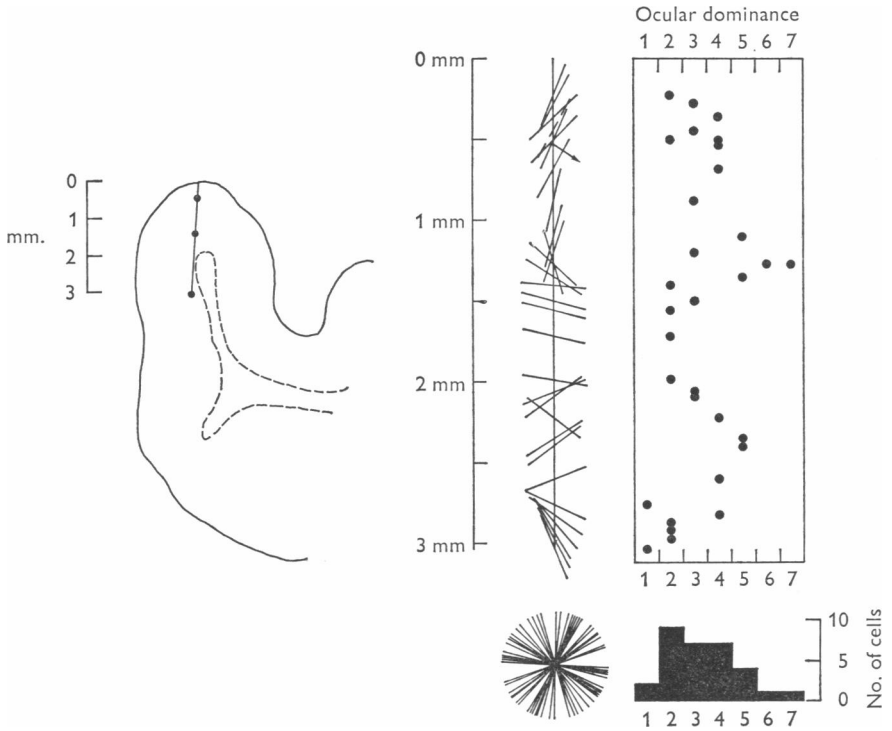 Ocular dominance
1 2 3 4 5 6 7
0 mm
1 mm
2 mm
3 mm
mm.
0
1
2
3
1 2 3 4 5 6 7
10
5
0
No. of cells
1 2 3 4 5 6 7